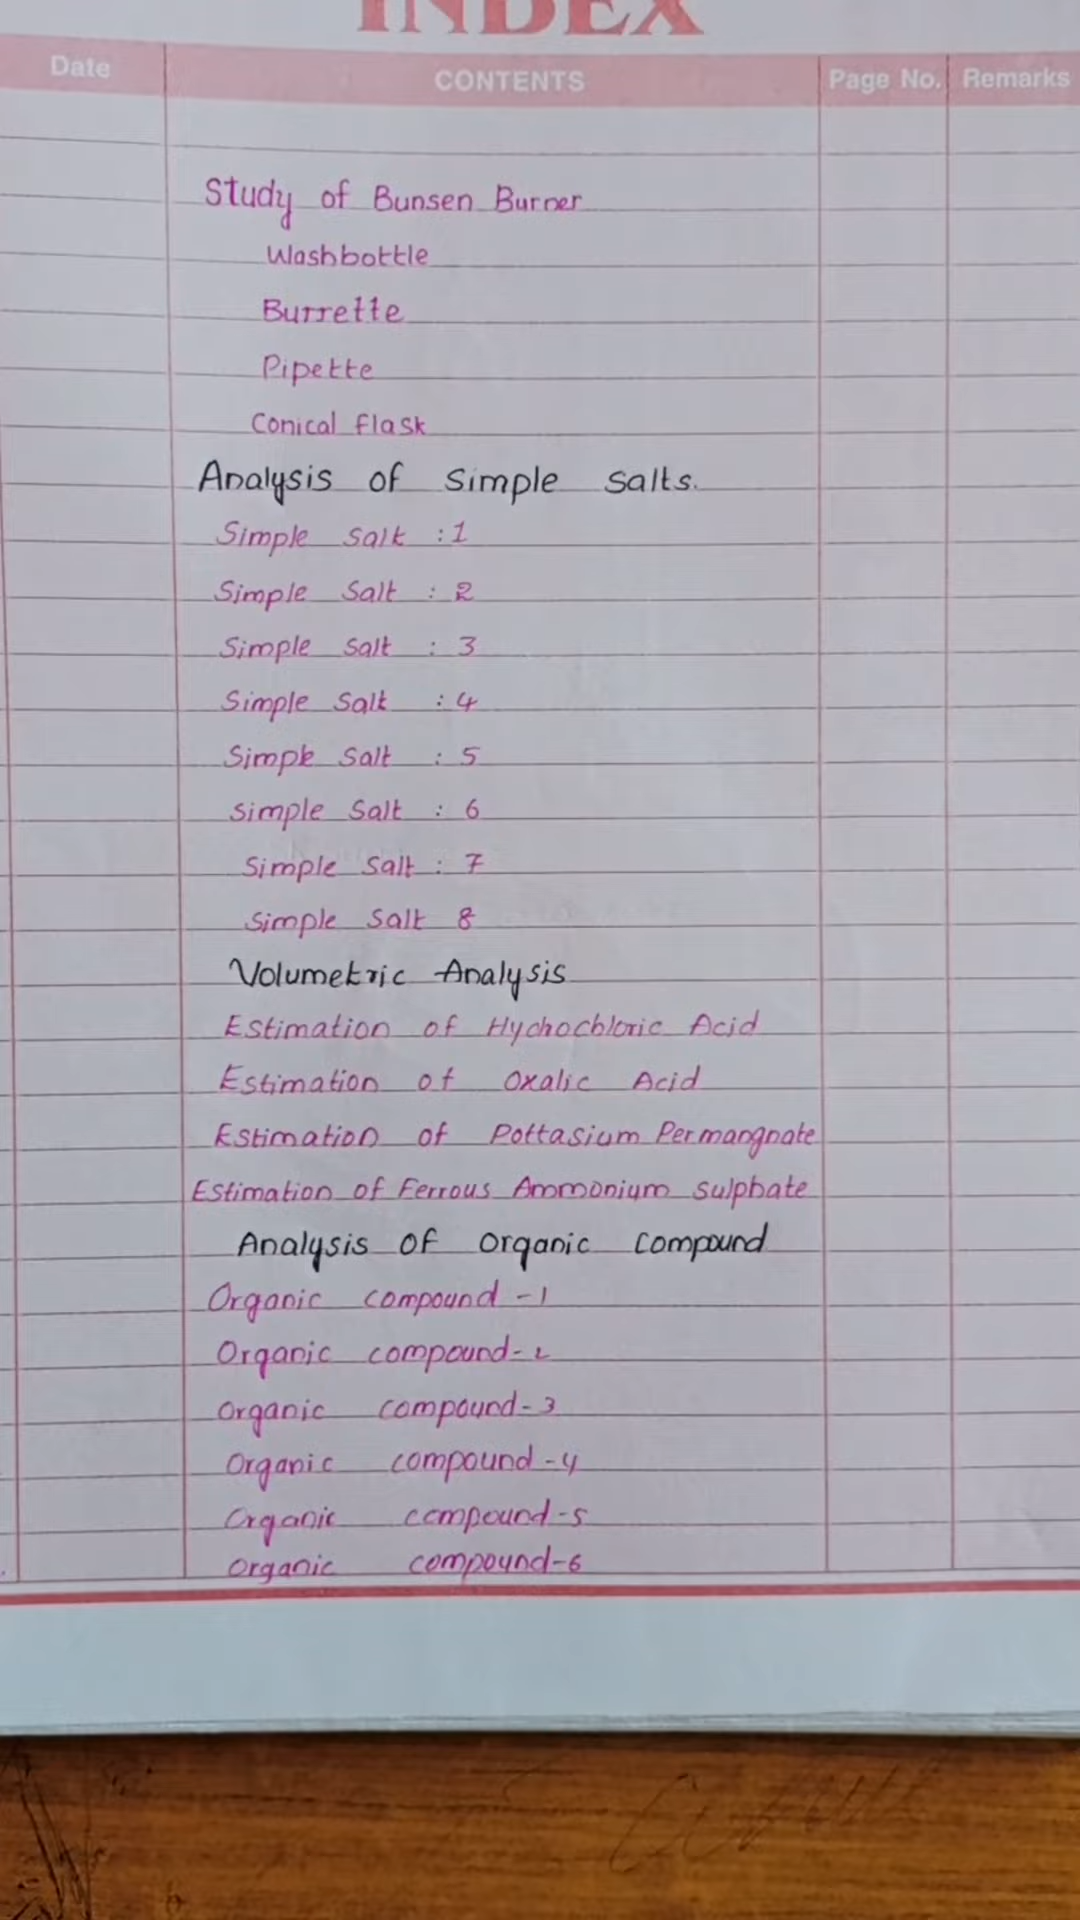 INDEX
Date CONTENTS Page No. Remarks
Study of Bunsen Burner
Washbottle
Burrette
Pipette
Conical flask
Analysis of Simple Salts.
Simple Salt : 1
Simple Salt : 2
Simple Salt : 3
Simple Salt : 4
Simple Salt : 5
Simple Salt : 6
Simple Salt : 7
Simple Salt 8
Volumetric Analysis
Estimation of Hychochloric Acid
Estimation of Oxalic Acid
Estimation of Pottasium Permangnate
Estimation of Ferrous Ammonium Sulphate
Analysis of Organic Compound
Organic compound - 1
Organic compound - 2
Organic compound - 3
Organic compound - 4
Organic compound - 5
Organic compound - 6